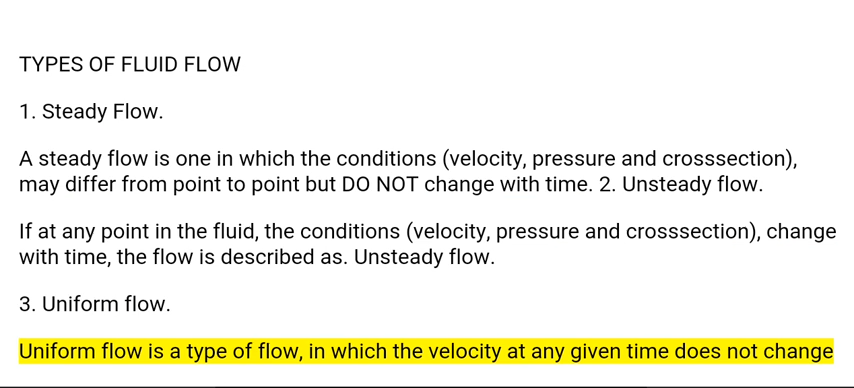 TYPES OF FLUID FLOW
1. Steady Flow.
A steady flow is one in which the conditions (velocity, pressure and crosssection),
may differ from point to point but DO NOT change with time. 2. Unsteady flow.
If at any point in the fluid, the conditions (velocity, pressure and crosssection), change
with time, the flow is described as. Unsteady flow.
3. Uniform flow.
Uniform flow is a type of flow, in which the velocity at any given time does not change